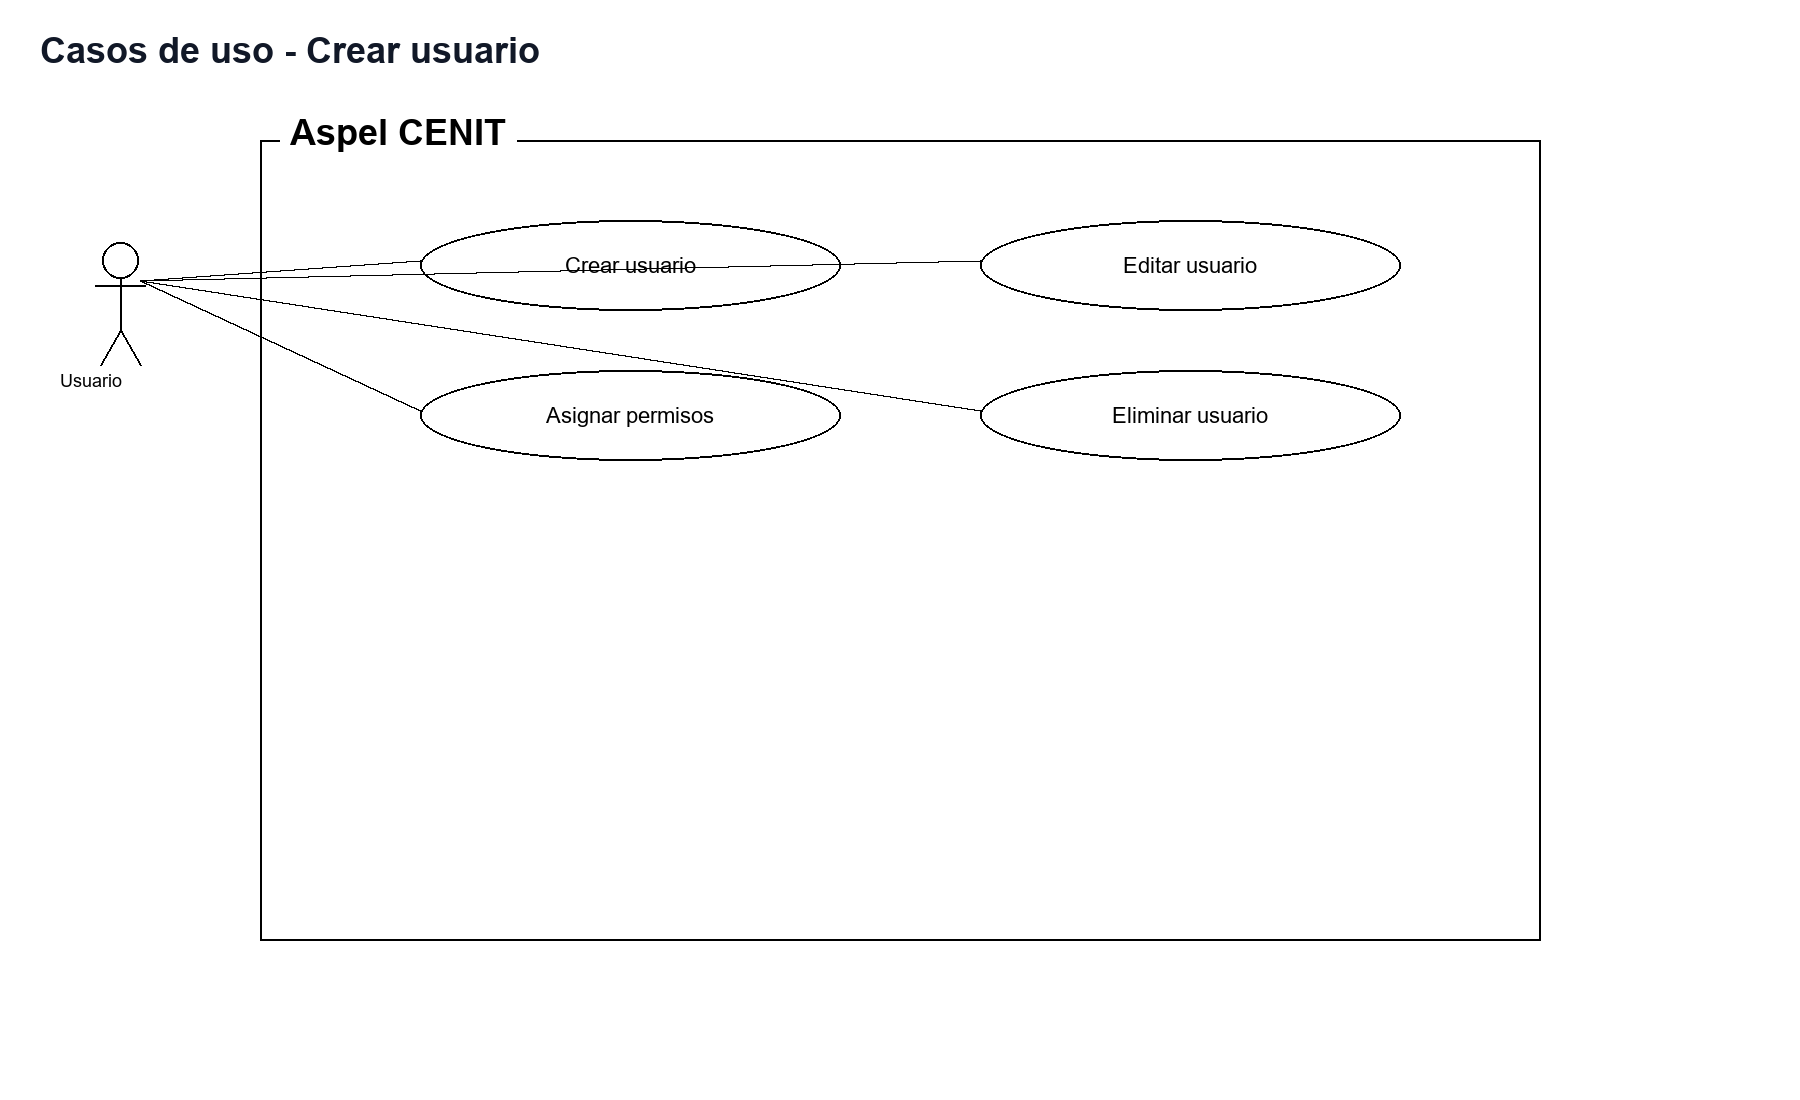 Casos de uso - Crear usuario
Aspel CENIT
Crear usuario
Editar usuario
Usuario
Asignar permisos
Eliminar usuario